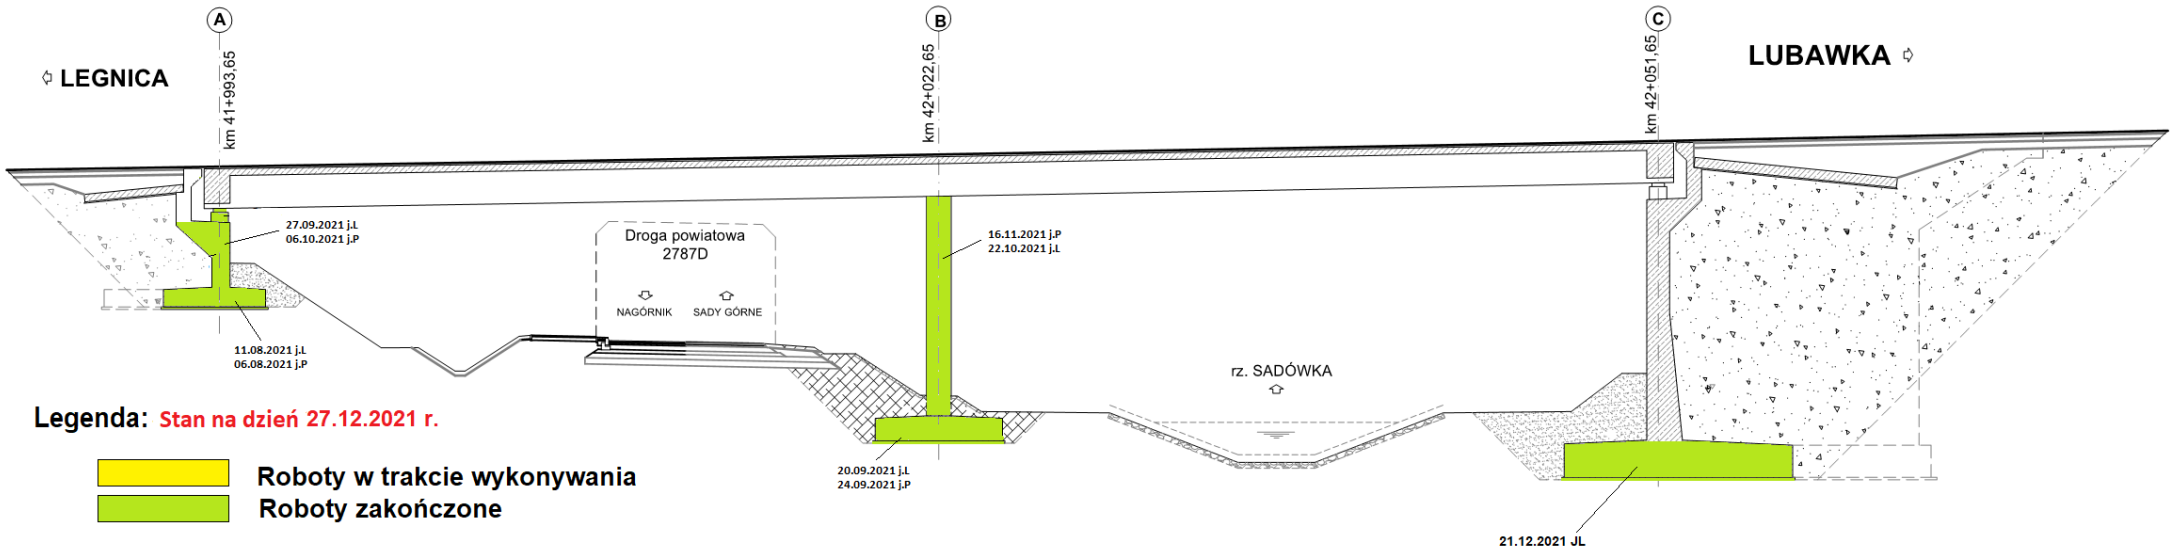 A
B
C
km 41+993,65
km 42+022,65
km 42+051,65
⇦ LEGNICA
LUBAWKA ⇨
27.09.2021 j.L
06.10.2021 j.P
Droga powiatowa
2787D
NAGÓRNIK
SADY GÓRNE
16.11.2021 j.P
22.10.2021 j.L
11.08.2021 j.L
06.08.2021 j.P
rz. SADÓWKA
Legenda: Stan na dzień 27.12.2021 r.
Roboty w trakcie wykonywania
Roboty zakończone
20.09.2021 j.L
24.09.2021 j.P
21.12.2021 JL